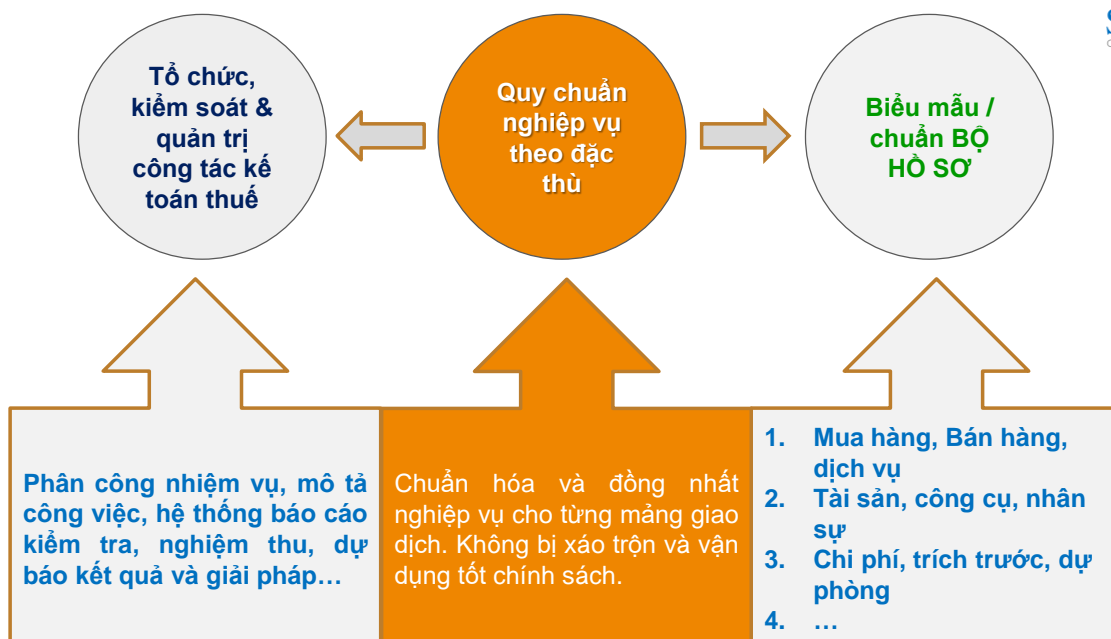 Tổ chức,
kiểm soát &
quản trị
công tác kế
toán thuế
Quy chuẩn
nghiệp vụ
theo đặc
thù
Biểu mẫu /
chuẩn BỘ
HỒ SƠ
Phân công nhiệm vụ, mô tả
công việc, hệ thống báo cáo
kiểm tra, nghiệm thu, dự
báo kết quả và giải pháp…
Chuẩn hóa và đồng nhất
nghiệp vụ cho từng mảng giao
dịch. Không bị xáo trộn và vận
dụng tốt chính sách.
1. Mua hàng, Bán hàng,
dịch vụ
2. Tài sản, công cụ, nhân
sự
3. Chi phí, trích trước, dự
phòng
4. …